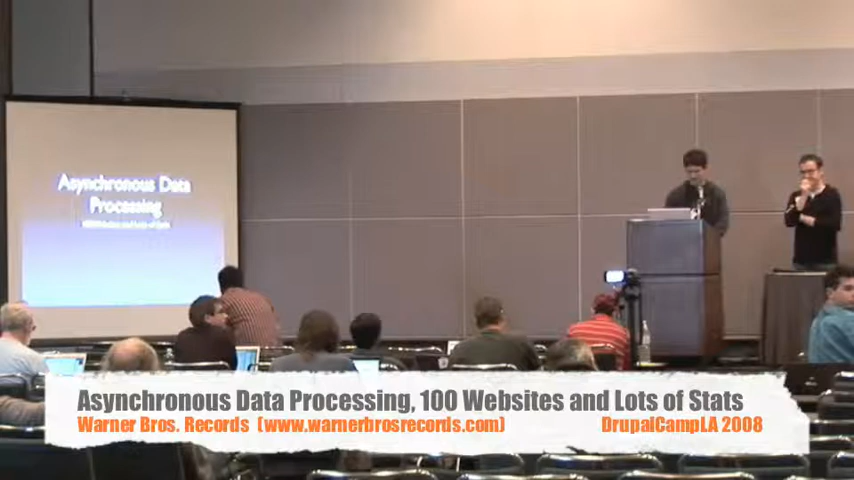 Asynchronous Data
Processing
Asynchronous Data Processing, 100 Websites and Lots of Stats
Warner Bros. Records (www.warnerbrosrecords.com) DrupalCampLA 2008